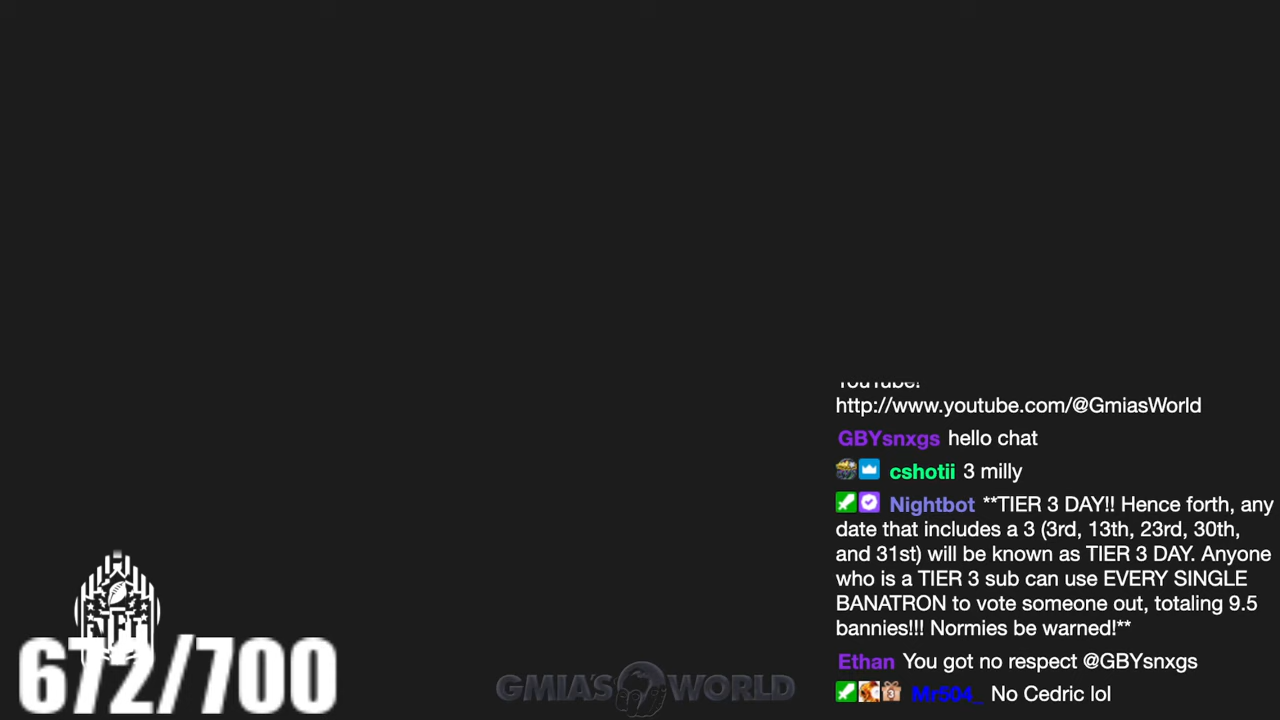 YouTube!
http://www.youtube.com/@GmiasWorld
GBYsnxgs hello chat
cshotii 3 milly
Nightbot **TIER 3 DAY!! Hence forth, any
date that includes a 3 (3rd, 13th, 23rd, 30th,
and 31st) will be known as TIER 3 DAY. Anyone
who is a TIER 3 sub can use EVERY SINGLE
BANATRON to vote someone out, totaling 9.5
bannies!!! Normies be warned!**
Ethan You got no respect @GBYsnxgs
Mr504_ No Cedric lol
NFL
672/700
GMIA'S WORLD